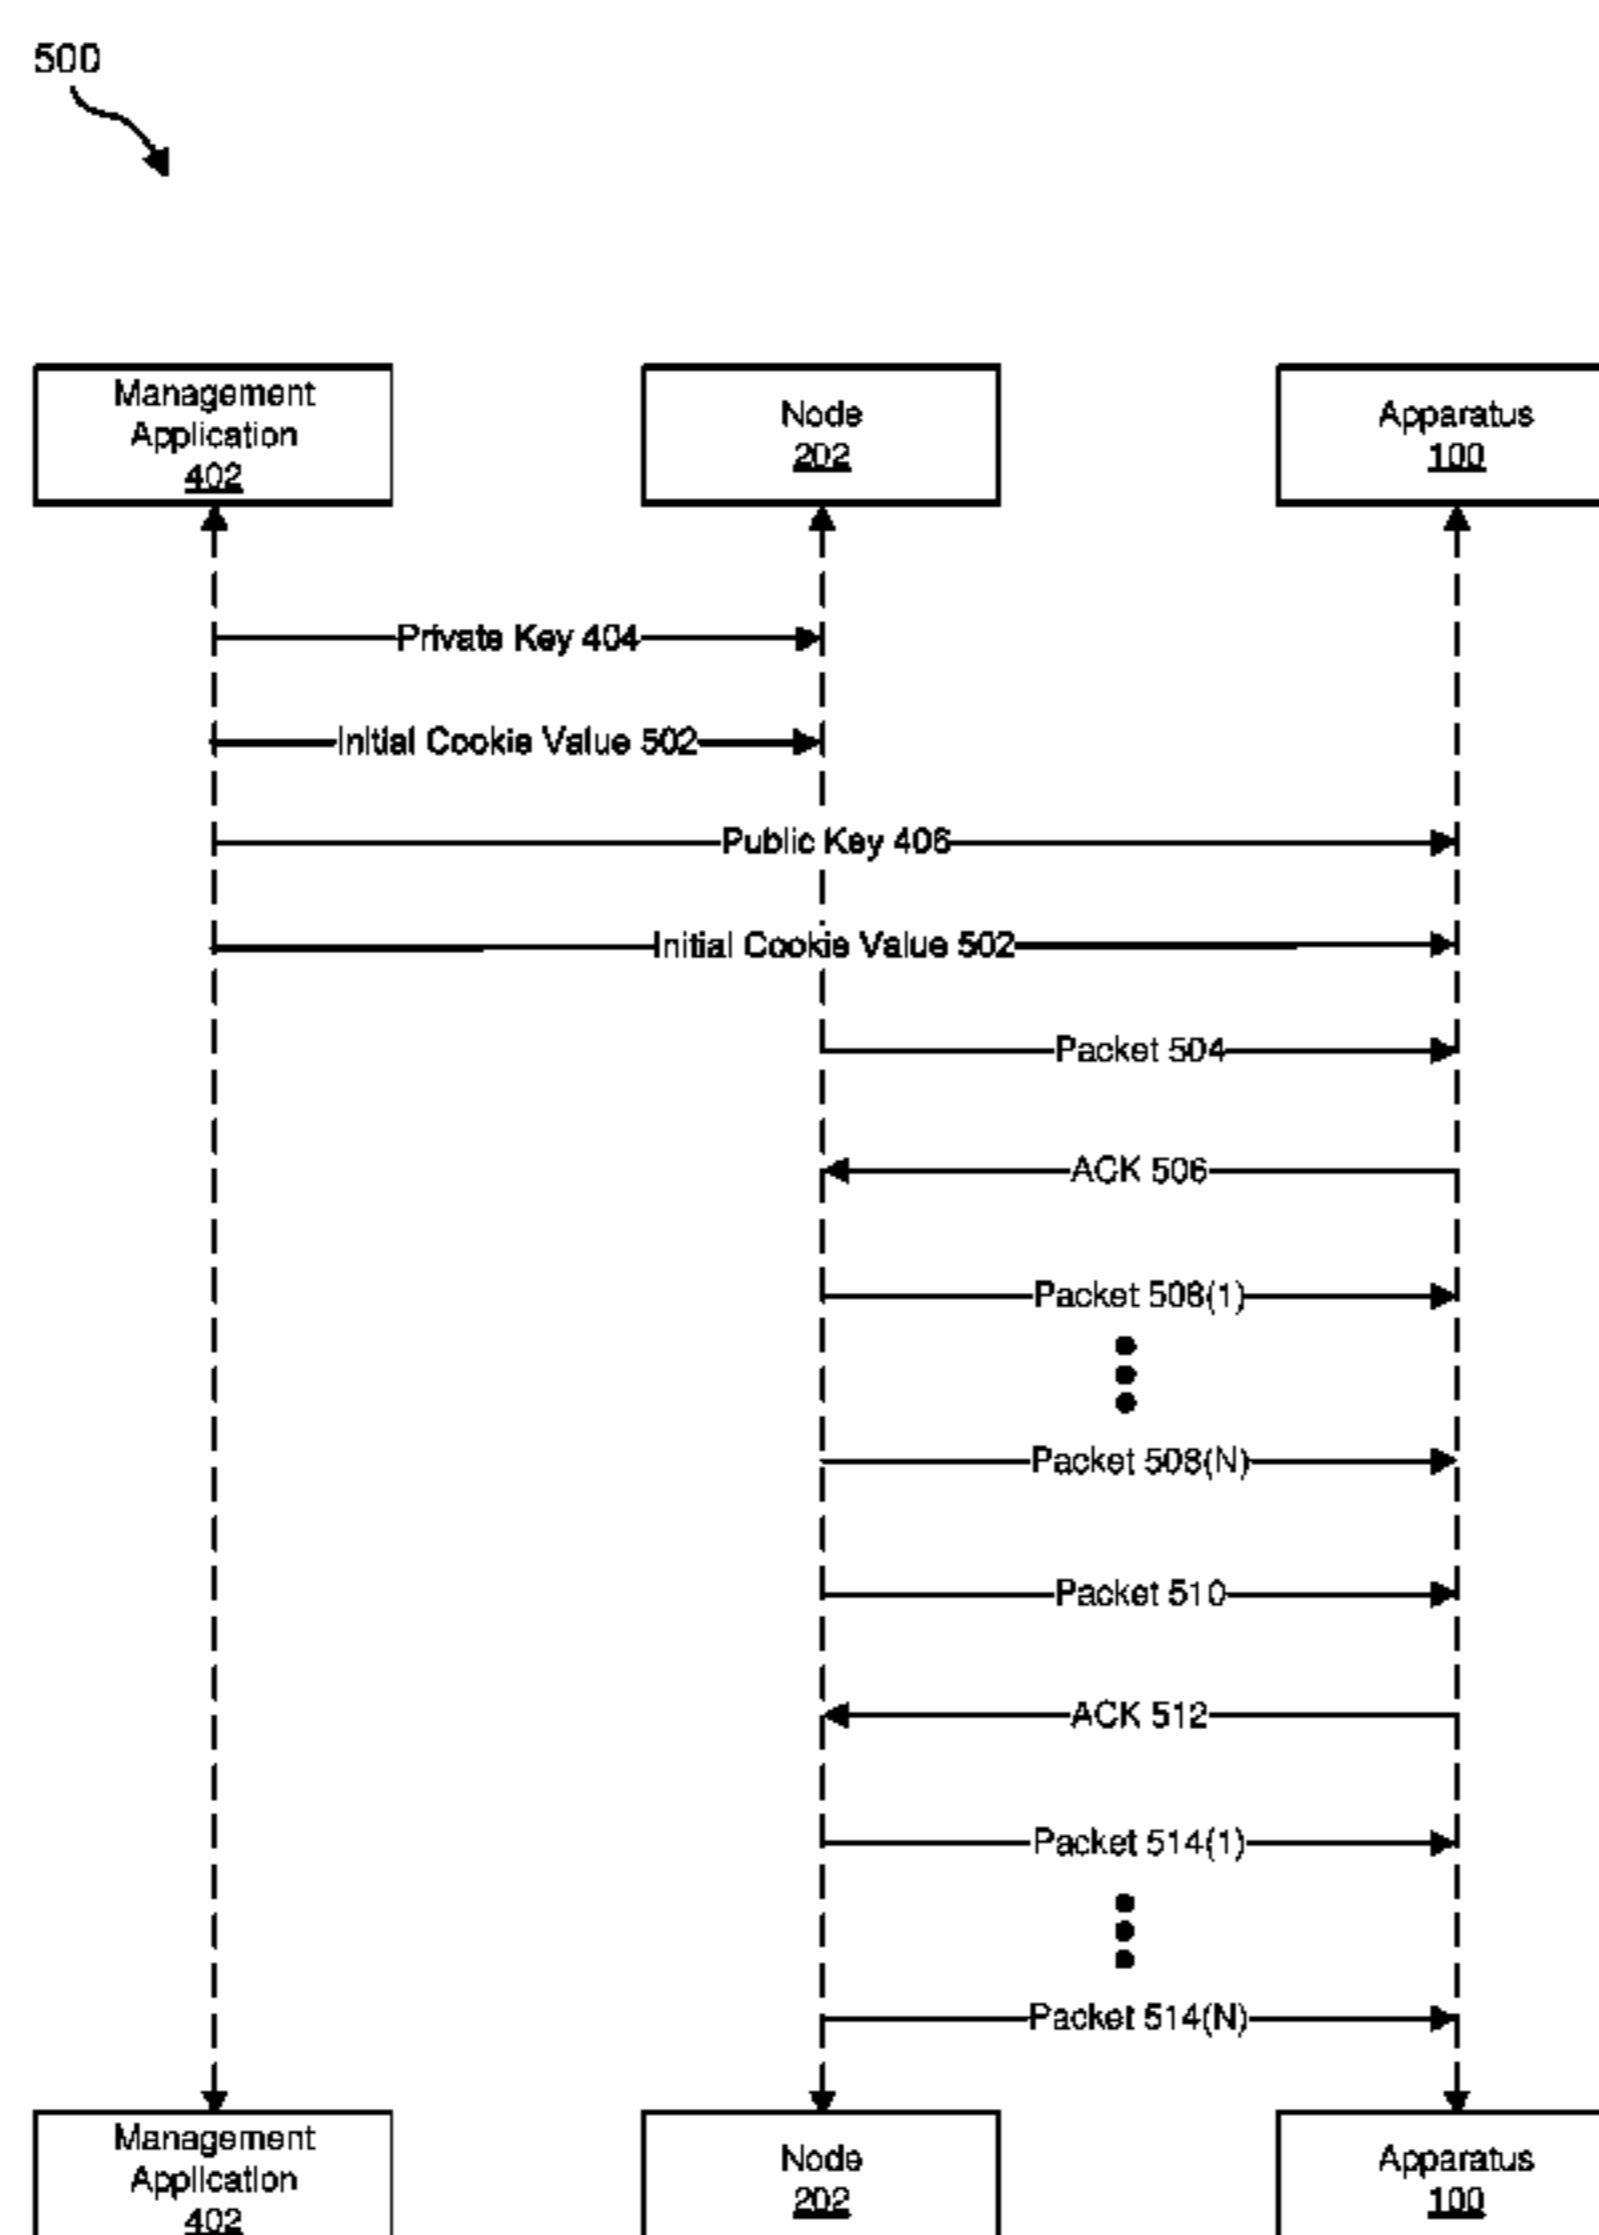 500
Management
Application
402
Node
202
Apparatus
100
Private Key 404
Initial Cookie Value 502
Public Key 406
Initial Cookie Value 502
Packet 504
ACK 506
Packet 508(1)
Packet 508(N)
Packet 510
ACK 512
Packet 514(1)
Packet 514(N)
Management
Application
402
Node
202
Apparatus
100